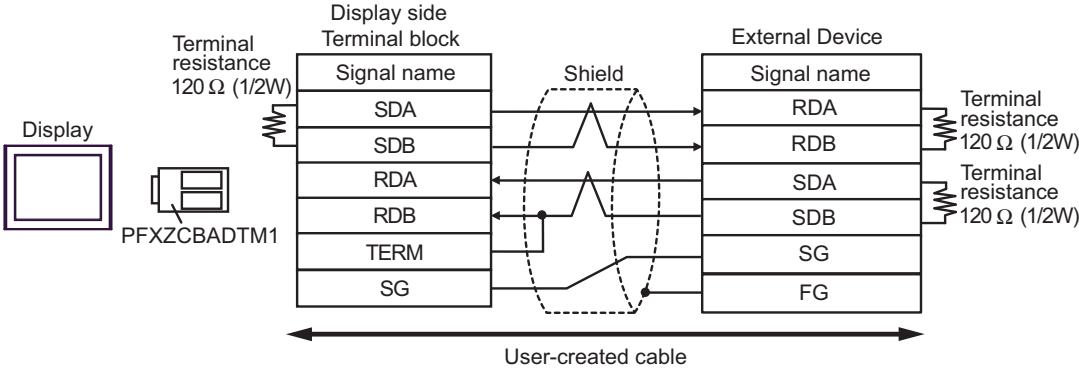 Display side
Terminal block
External Device
Terminal
resistance
120 Ω (1/2W)
Signal name
Shield
Signal name
SDA
RDA
Terminal
resistance
120 Ω (1/2W)
SDB
RDB
Display
RDA
SDA
Terminal
resistance
120 Ω (1/2W)
RDB
SDB
PFXZCBADTM1
TERM
SG
SG
FG
User-created cable